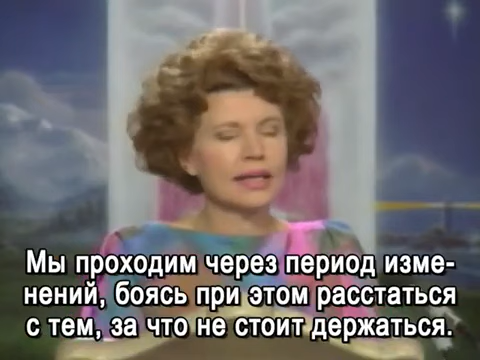 Мы проходим через период изме-
нений, боясь при этом расстаться
с тем, за что не стоит держаться.